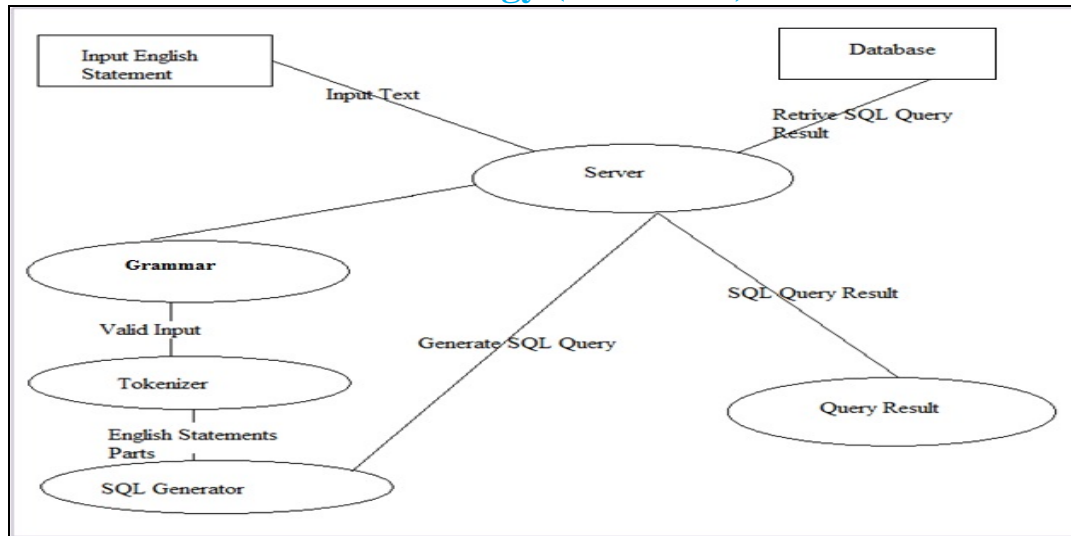 Input English
Statement
Database
Input Text
Retrive SQL Query
Result
Server
Grammar
SQL Query Result
Valid Input
Generate SQL Query
Tokenizer
Query Result
English Statements
Parts
SQL Generator